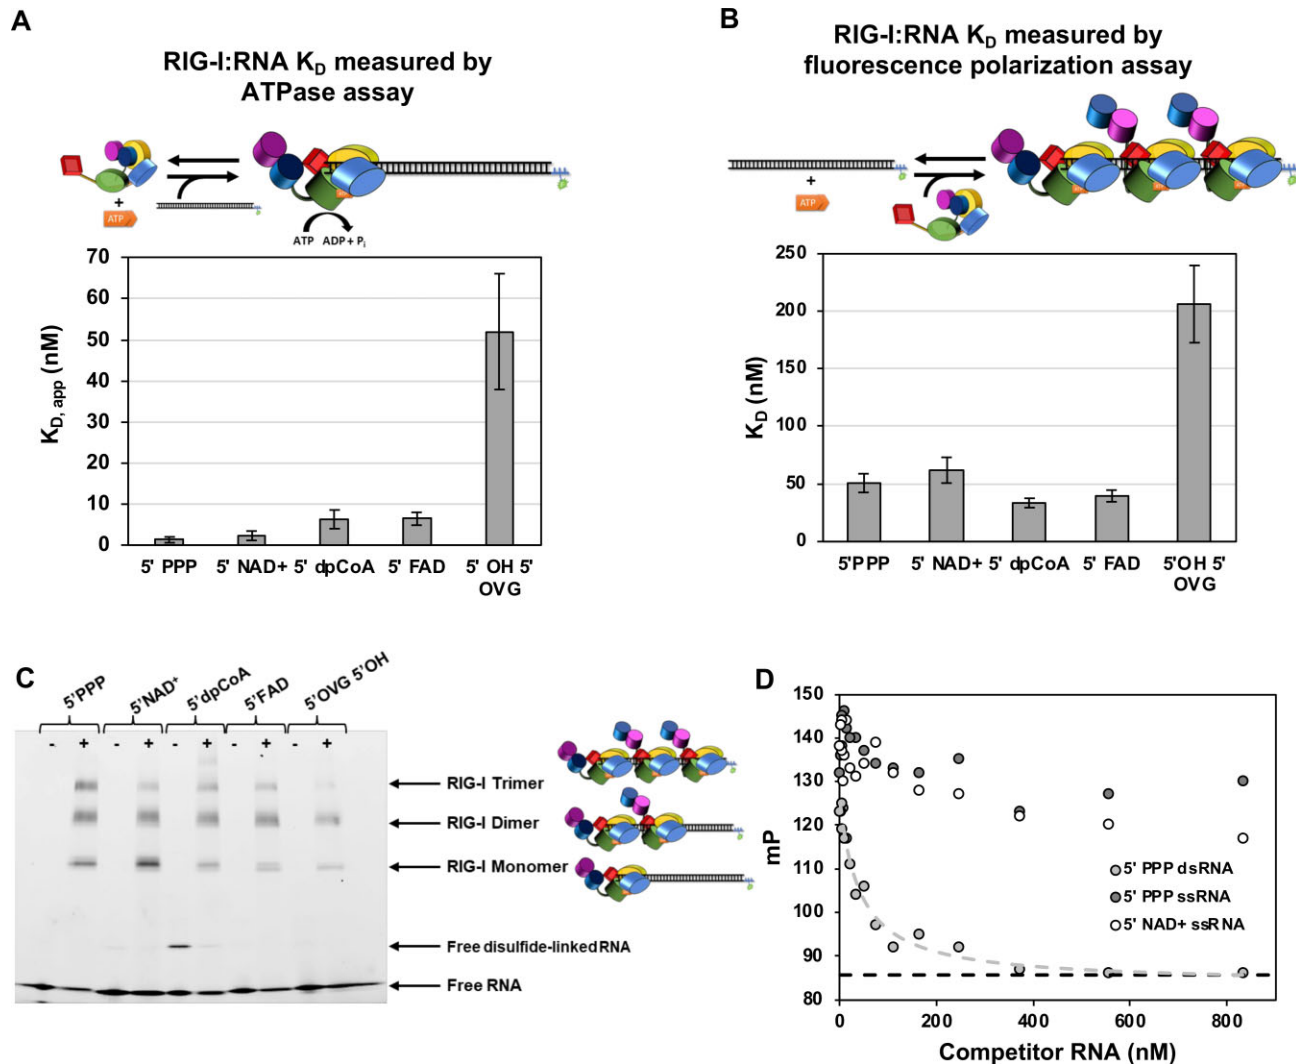 A
RIG-I:RNA K_D measured by
ATPase assay
+
ATP
ATP ADP + P_i
70
60
50
40
30
20
10
0
K_D, app (nM)
5' PPP 5' NAD+ 5' dpCoA 5' FAD 5' OH 5'
OVG
B
RIG-I:RNA K_D measured by
fluorescence polarization assay
+
ATP
250
200
150
100
50
0
K_D (nM)
5'PPP 5' NAD+ 5' dpCoA 5' FAD 5'OH 5'
OVG
C
5'PPP 5'NAD⁺ 5'dpCoA 5'FAD 5'OVG 5'OH
- + - + - + - + - +
RIG-I Trimer
RIG-I Dimer
RIG-I Monomer
Free disulfide-linked RNA
Free RNA
D
150
140
130
120
110
100
90
80
mP
5' PPP dsRNA
5' PPP ssRNA
5' NAD+ ssRNA
0 200 400 600 800
Competitor RNA (nM)